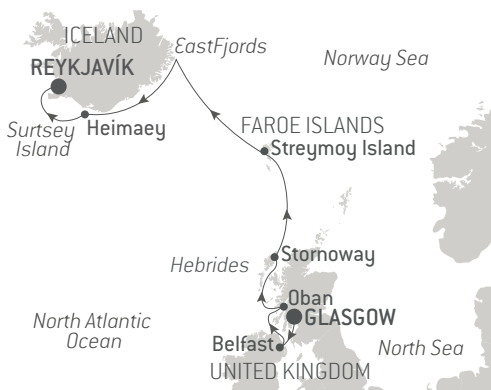 ICELAND
EastFjords
REYKJAVÍK
Norway Sea
Surtsey
Island
Heimaey
FAROE ISLANDS
Streymoy Island
Stornoway
Hebrides
Oban
GLASGOW
North Atlantic
Ocean
Belfast
North Sea
UNITED KINGDOM